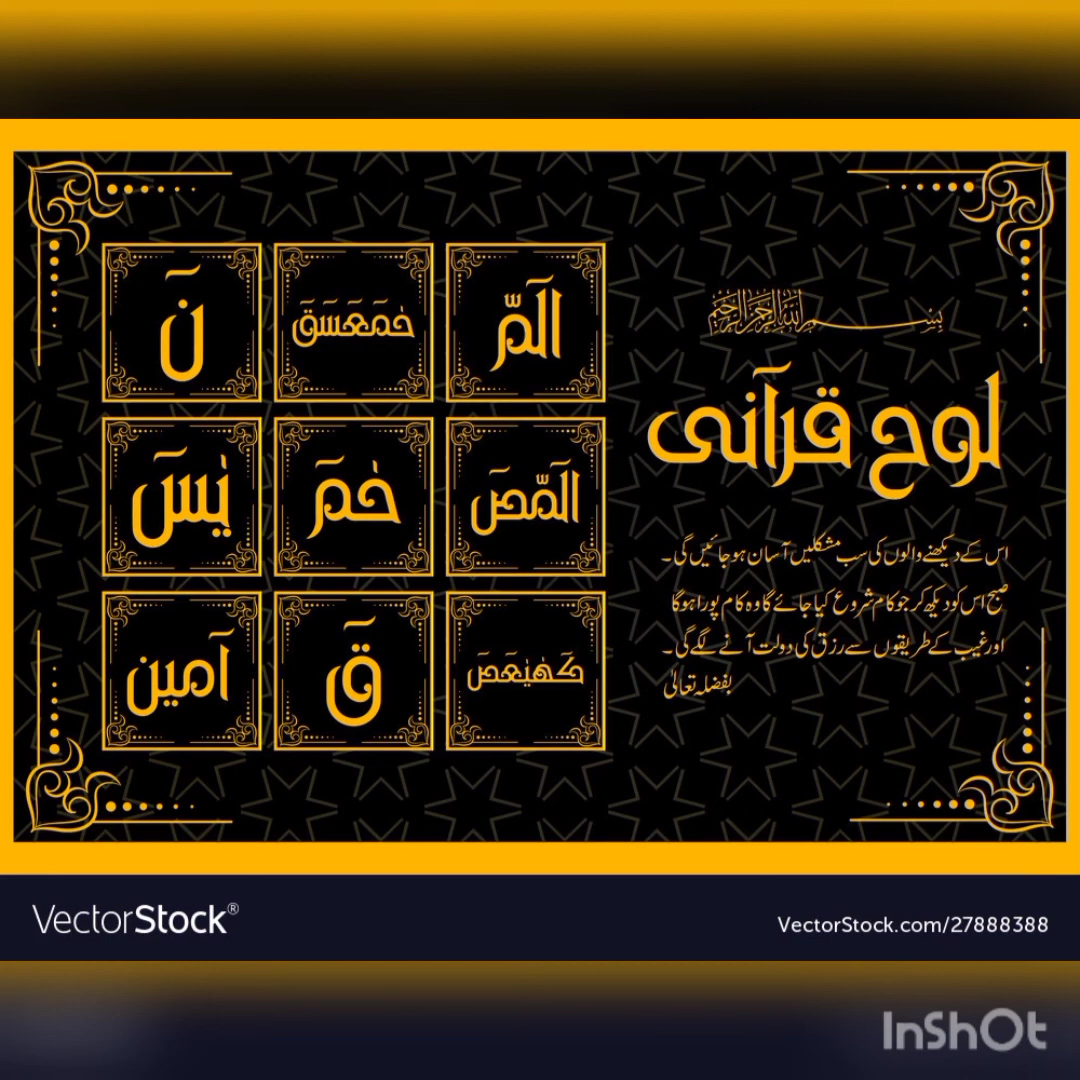 بسم الله الرحمن الرحيم
لوح قرآنی
اس کے دیکھنے والوں کی سب مشکلیں آسان ہو جائیں گی۔
صبح اس کو دیکھ کر جو کام شروع کیا جائے گا وہ کام پورا ہوگا
اور غیب کے طریقوں سے رزق کی دولت آنے لگے گی۔
بفضلہ تعالیٰ
الٓمّٓ حٰمٓعٓسٓقٓ نٓ
الٓمّٓصٓ حٰمٓ یٰسٓ
كٓهٰيٰعٓصٓ قٓ آمین
VectorStock®
VectorStock.com/27888388
InShOt